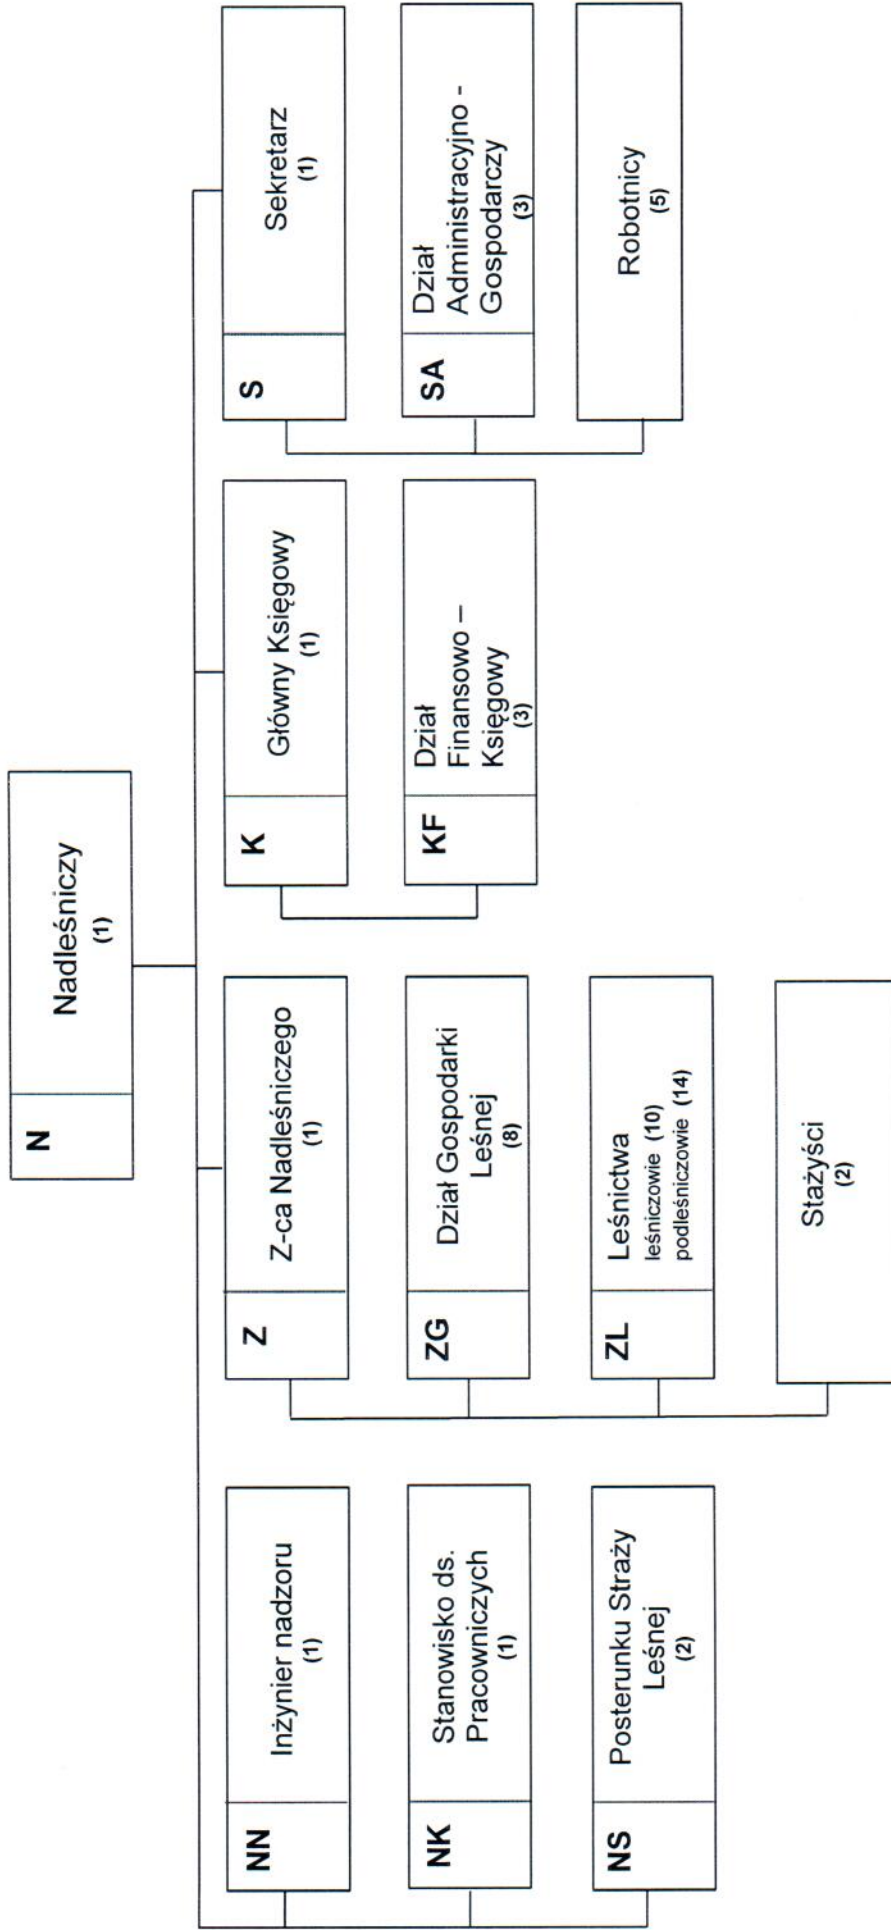 N
Nadleśniczy
(1)
NN
Inżynier nadzoru
(1)
NK
Stanowisko ds.
Pracowniczych
(1)
NS
Posterunku Straży
Leśnej
(2)
Z
Z-ca Nadleśniczego
(1)
ZG
Dział Gospodarki
Leśnej
(8)
ZL
Leśnictwa
leśniczowie (10)
podleśniczowie (14)
Stażyści
(2)
K
Główny Księgowy
(1)
KF
Dział
Finansowo –
Księgowy
(3)
S
Sekretarz
(1)
SA
Dział
Administracyjno -
Gospodarczy
(3)
Robotnicy
(5)